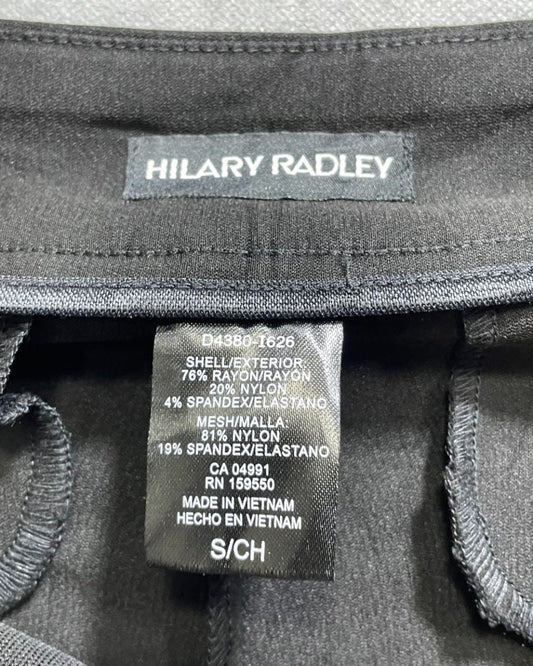 HILARY RADLEY
D4380-1626
SHELL/EXTERIOR:
76% RAYON/RAYÓN
20% NYLON
4% SPANDEX/ELASTANO
MESH/MALLA:
81% NYLON
19% SPANDEX/ELASTANO
CA 04991
RN 159550
MADE IN VIETNAM
HECHO EN VIETNAM
S/CH